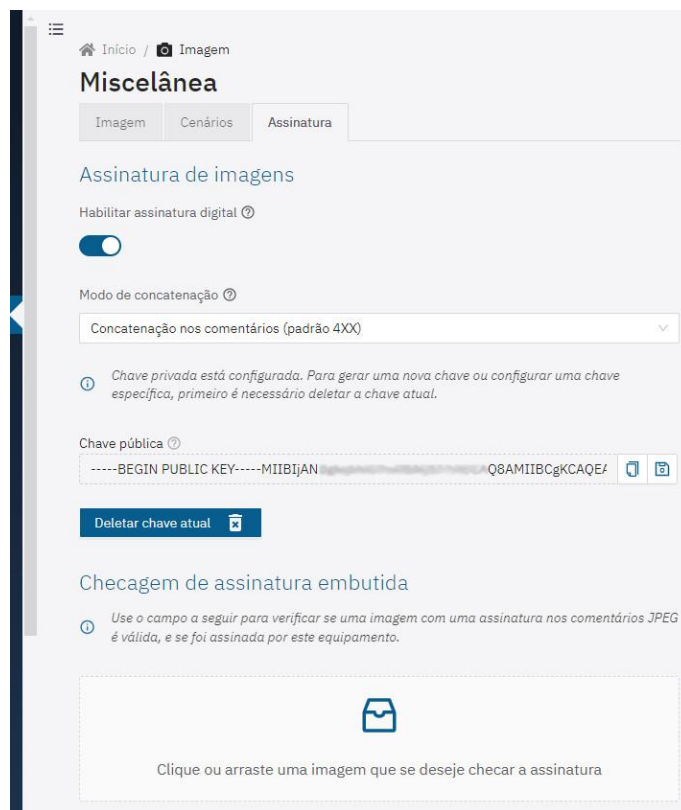 Início / Imagem
Miscelânea
Imagem Cenários Assinatura
Assinatura de imagens
Habilitar assinatura digital
Modo de concatenação
Concatenação nos comentários (padrão 4XX)
Chave privada está configurada. Para gerar uma nova chave ou configurar uma chave
específica, primeiro é necessário deletar a chave atual.
Chave pública
-----BEGIN PUBLIC KEY-----MIIBIjAN Q8AMIIBCgKCAQEA
Deletar chave atual
Checagem de assinatura embutida
Use o campo a seguir para verificar se uma imagem com uma assinatura nos comentários JPEG
é válida, e se foi assinada por este equipamento.
Clique ou arraste uma imagem que se deseje checar a assinatura